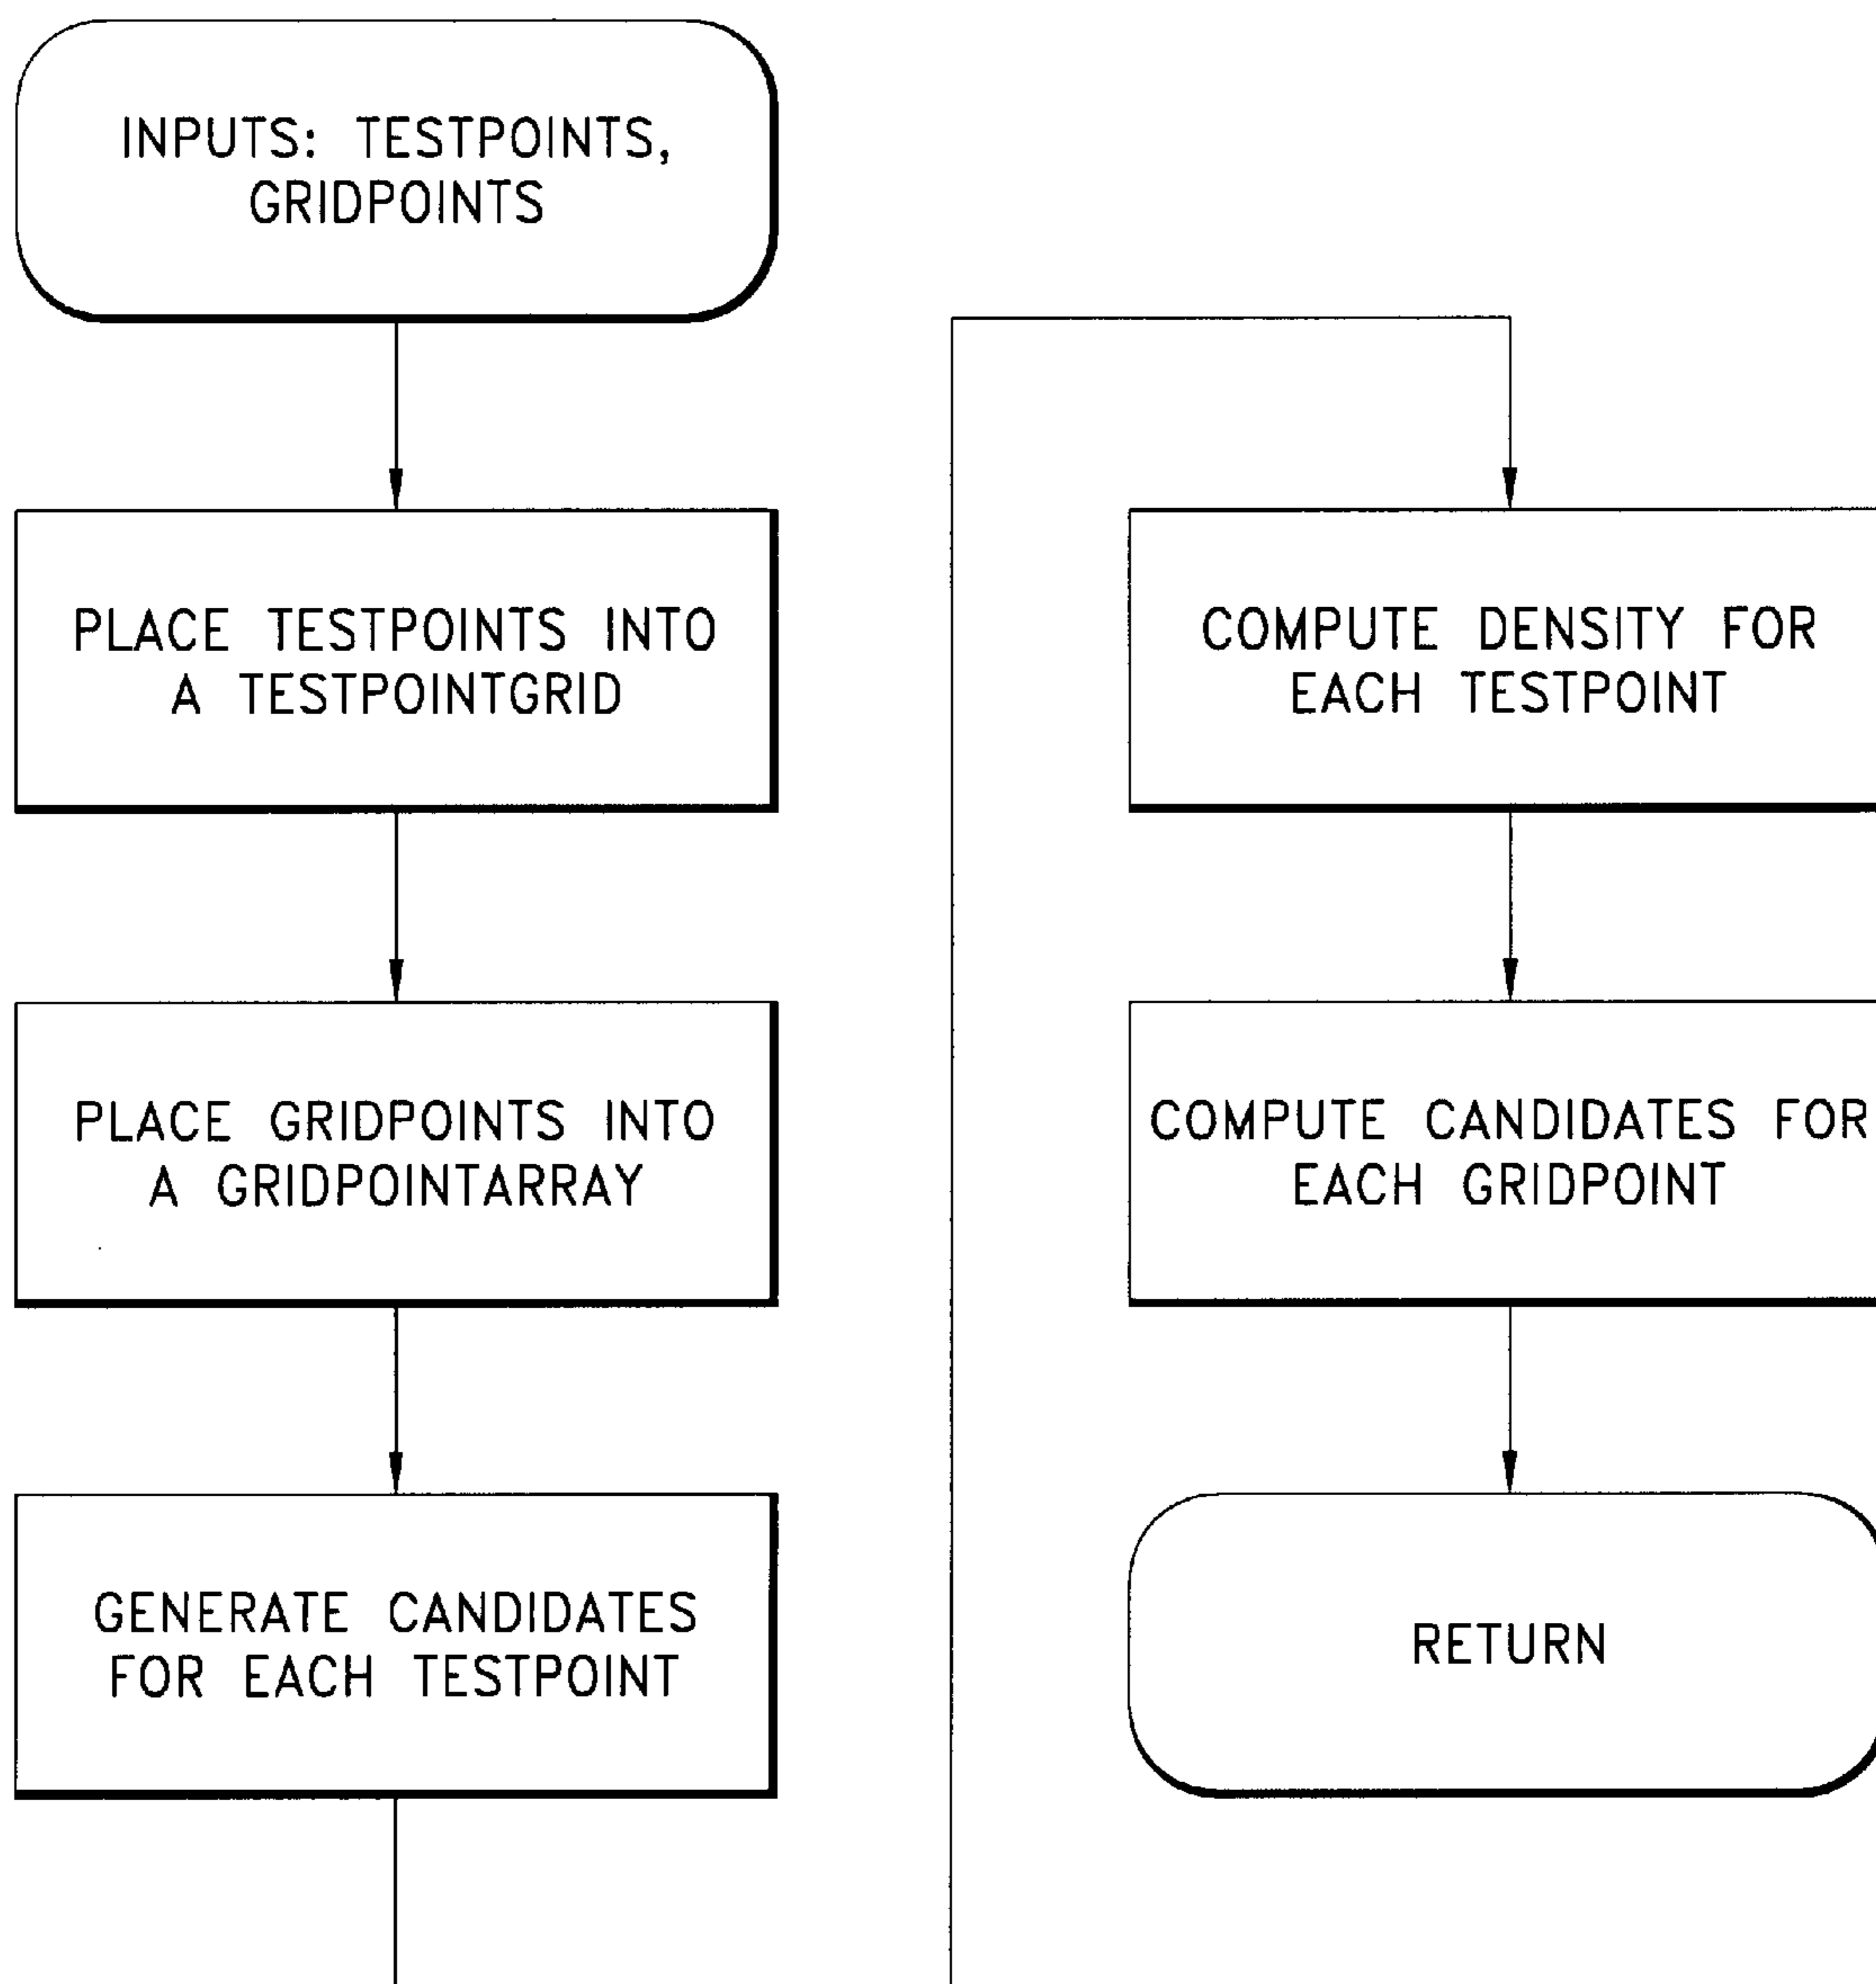 INPUTS: TESTPOINTS,
GRIDPOINTS
PLACE TESTPOINTS INTO
A TESTPOINTGRID
PLACE GRIDPOINTS INTO
A GRIDPOINTARRAY
GENERATE CANDIDATES
FOR EACH TESTPOINT
COMPUTE DENSITY FOR
EACH TESTPOINT
COMPUTE CANDIDATES FOR
EACH GRIDPOINT
RETURN